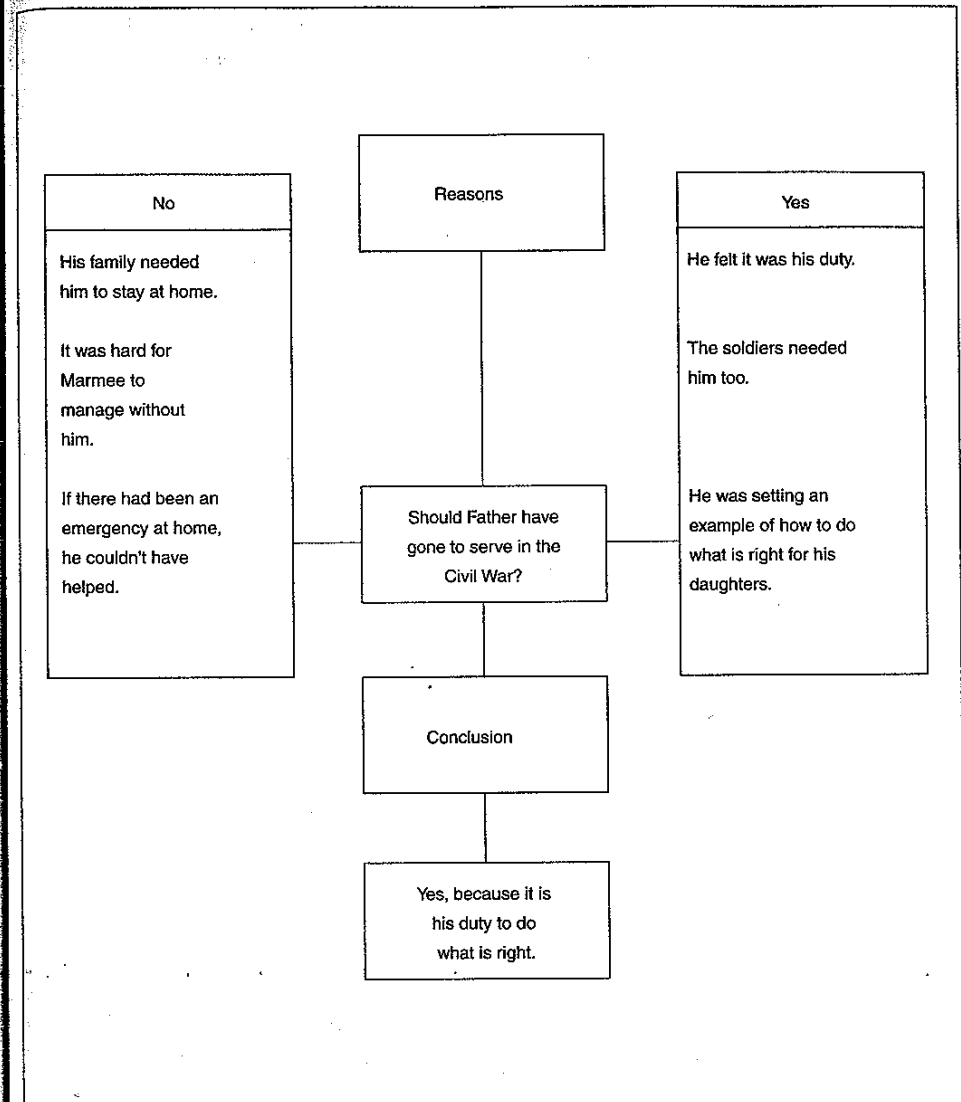 Reasons
No
His family needed
him to stay at home.
It was hard for
Marmee to
manage without
him.
If there had been an
emergency at home,
he couldn't have
helped.
Should Father have
gone to serve in the
Civil War?
Yes
He felt it was his duty.
The soldiers needed
him too.
He was setting an
example of how to do
what is right for his
daughters.
Conclusion
Yes, because it is
his duty to do
what is right.